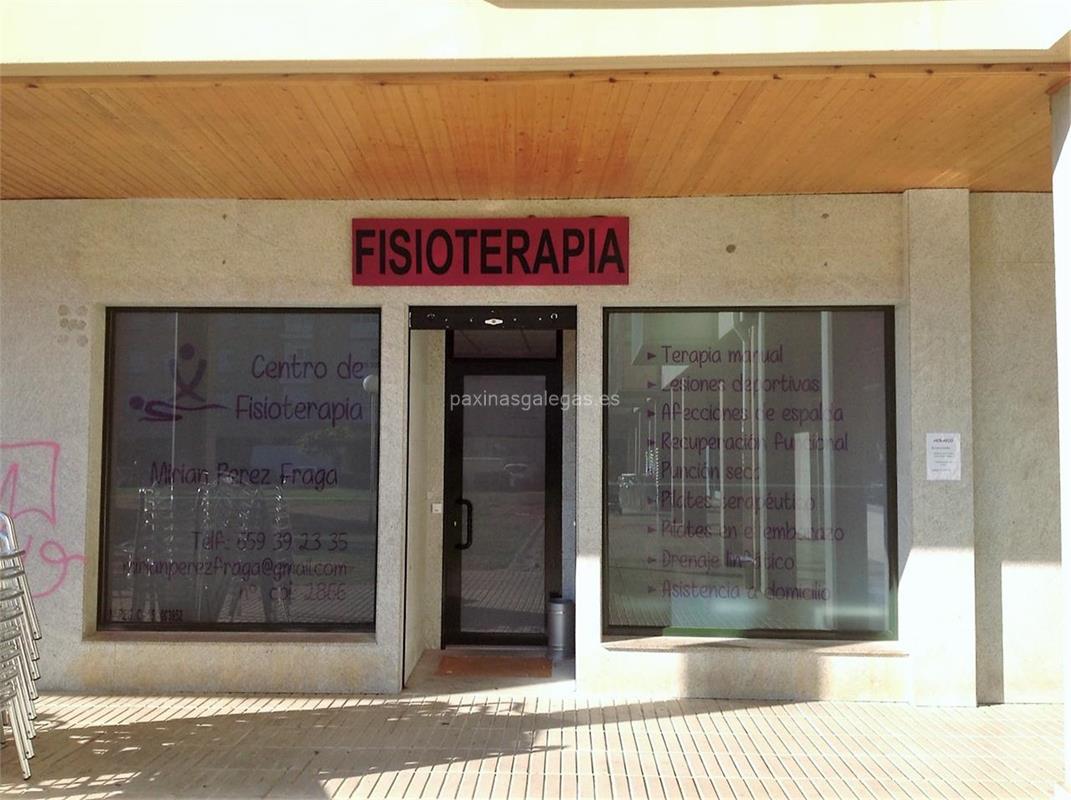 FISIOTERAPIA
Centro de
Fisioterapia
Mirian Perez Fraga
Telf.: 659 39 23 35
mirianperezfraga@gmail.com
nº col: 2866
paxinasgalegas.es
Terapia manual
Lesiones deportivas
Afecciones de espalda
Recuperación funcional
Punción seca
Pilates terapéutico
Pilates en el embarazo
Drenaje linfático
Asistencia a domicilio